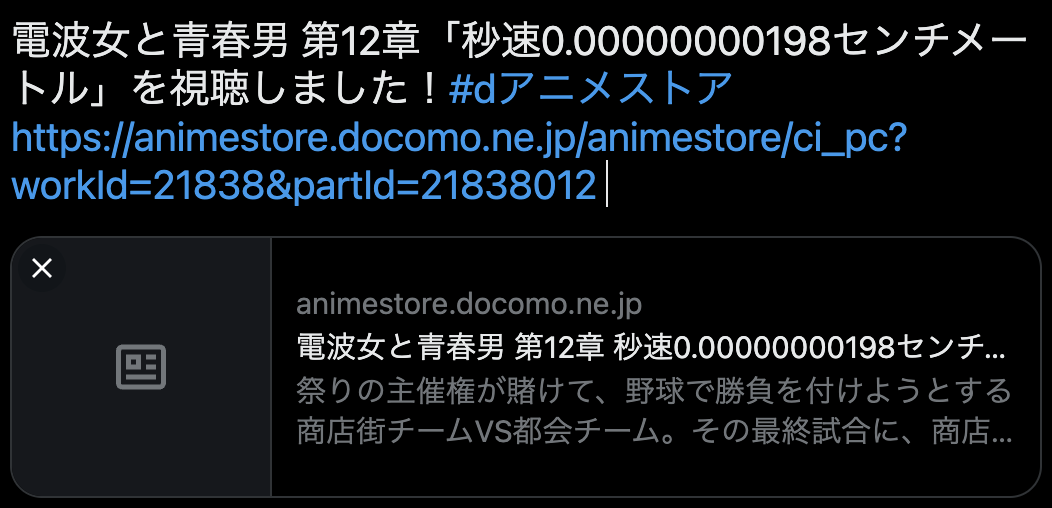 電波女と青春男 第12章「秒速0.00000000198センチメー
トル」を視聴しました！#dアニメストア
https://animestore.docomo.ne.jp/animestore/ci_pc?
workId=21838&partId=21838012
animestore.docomo.ne.jp
電波女と青春男 第12章 秒速0.00000000198センチ...
祭りの主催権が賭けて、野球で勝負を付けようとする
商店街チームVS都会チーム。その最終試合に、商店...